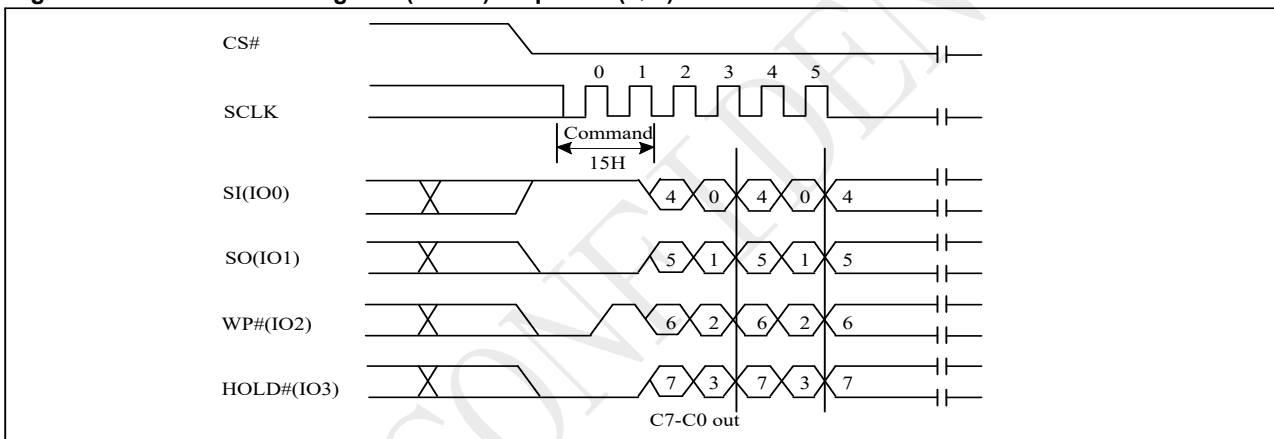 CS#
0 1 2 3 4 5
SCLK
Command
15H
SI(IO0) 4 0 4 0 4
SO(IO1) 5 1 5 1 5
WP#(IO2) 6 2 6 2 6
HOLD#(IO3) 7 3 7 3 7
C7-C0 out